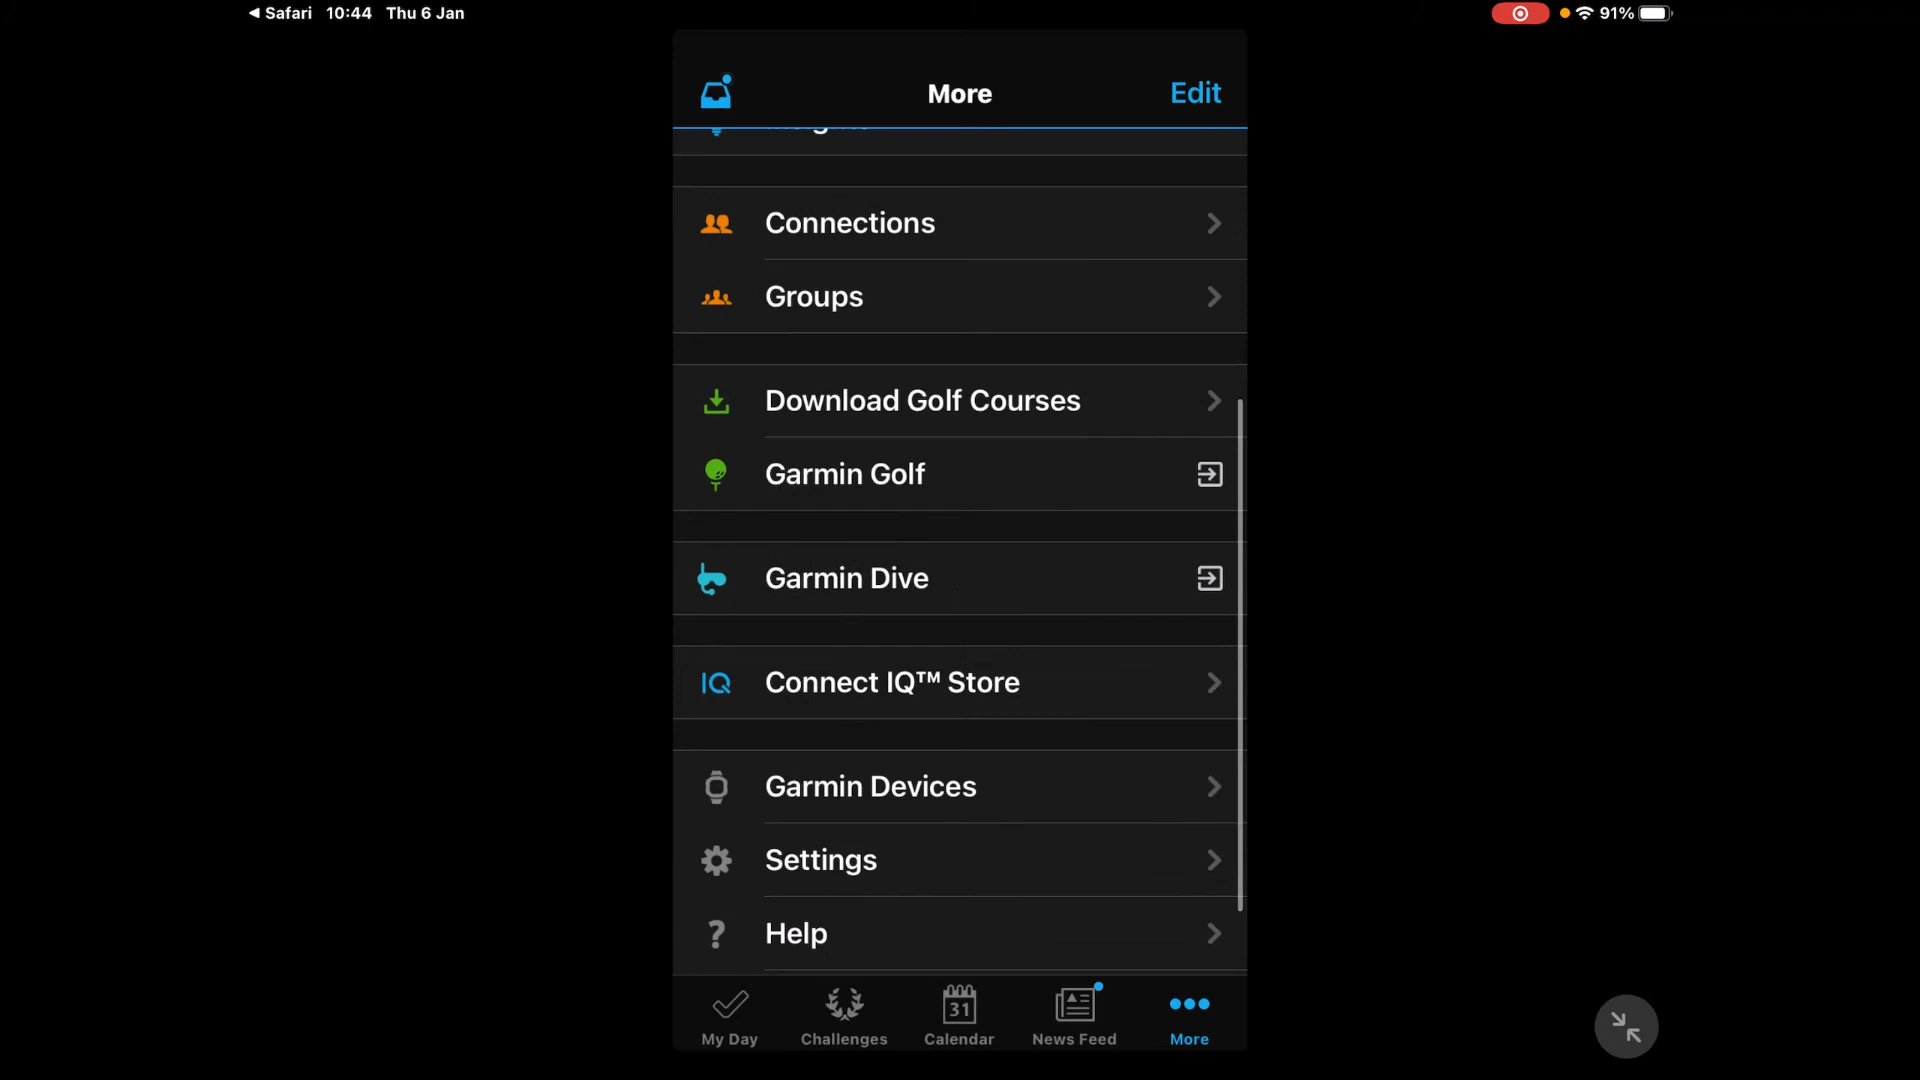 ◀ Safari 10:44 Thu 6 Jan 91%
More
Edit
Connections
Groups
Download Golf Courses
Garmin Golf
Garmin Dive
IQ Connect IQ™ Store
Garmin Devices
Settings
? Help
31
My Day
Challenges
Calendar
News Feed
More